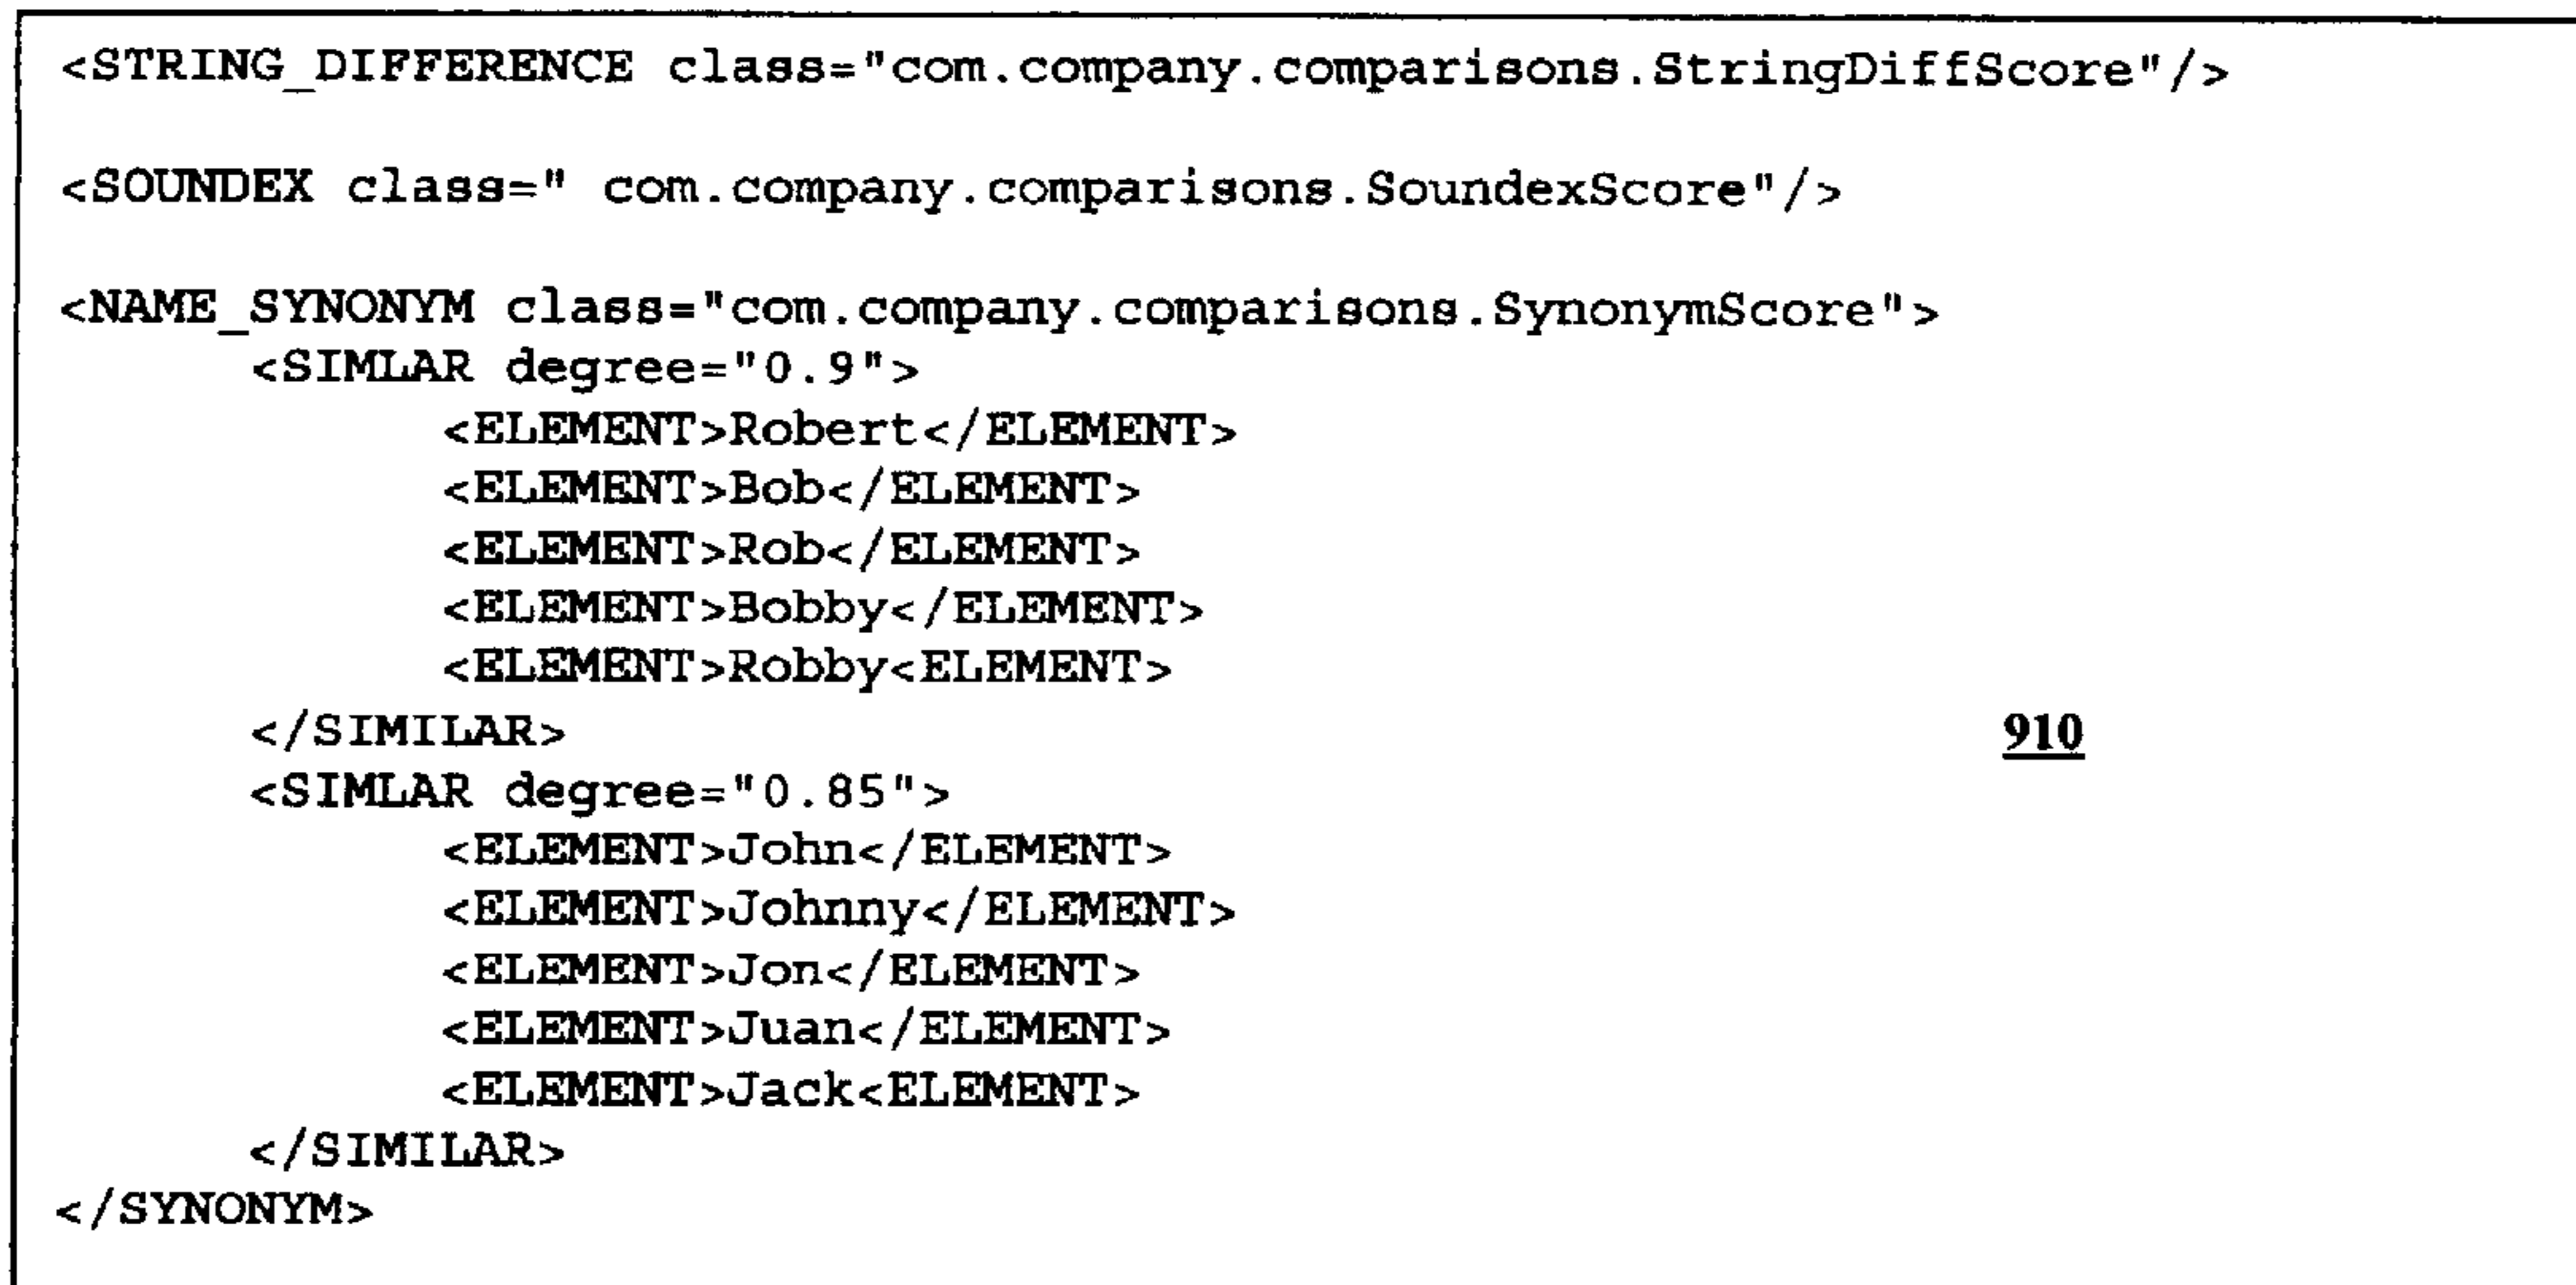 <STRING_DIFFERENCE class="com.company.comparisons.StringDiffScore"/>
<SOUNDEX class=" com.company.comparisons.SoundexScore"/>
<NAME_SYNONYM class="com.company.comparisons.SynonymScore">
<SIMLAR degree="0.9">
<ELEMENT>Robert</ELEMENT>
<ELEMENT>Bob</ELEMENT>
<ELEMENT>Rob</ELEMENT>
<ELEMENT>Bobby</ELEMENT>
<ELEMENT>Robby<ELEMENT>
</SIMILAR>
910
<SIMLAR degree="0.85">
<ELEMENT>John</ELEMENT>
<ELEMENT>Johnny</ELEMENT>
<ELEMENT>Jon</ELEMENT>
<ELEMENT>Juan</ELEMENT>
<ELEMENT>Jack<ELEMENT>
</SIMILAR>
</SYNONYM>